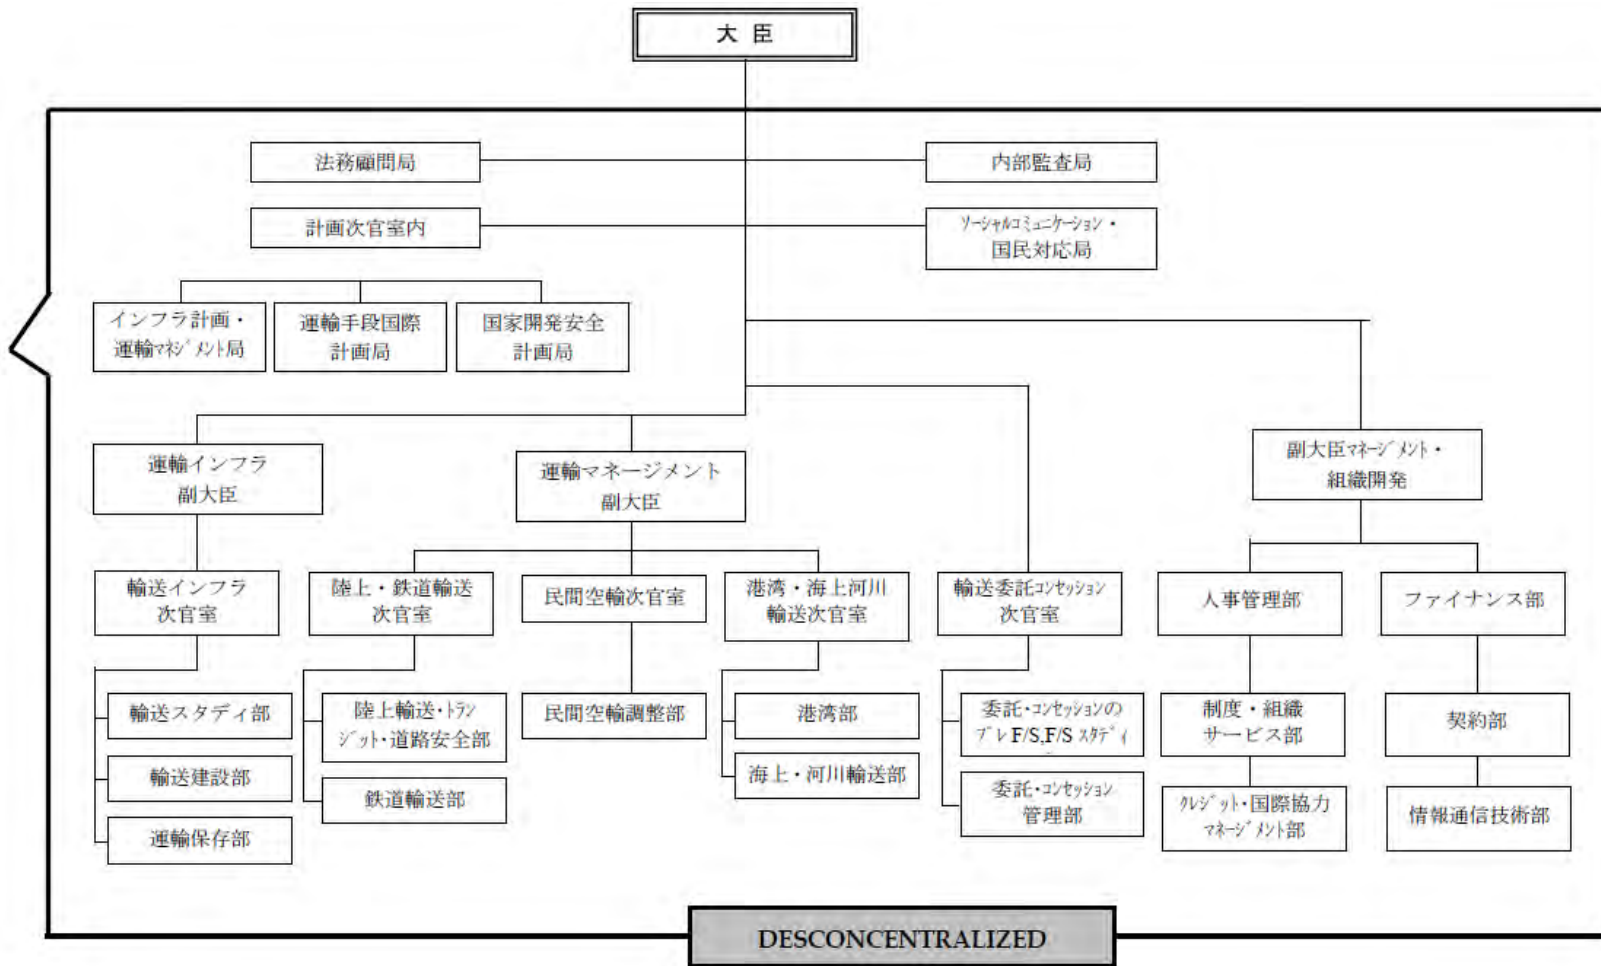 大 臣
法務顧問局
内部監査局
計画次官室内
ソーシャルコミュニケーション・
国民対応局
インフラ計画・
運輸マネジメント局
運輸手段国際
計画局
国家開発安全
計画局
運輸インフラ
副大臣
運輸マネージメント
副大臣
副大臣マネージメント・
組織開発
輸送インフラ
次官室
陸上・鉄道輸送
次官室
民間空輸次官室
港湾・海上河川
輸送次官室
輸送委託コンセッション
次官室
人事管理部
ファイナンス部
輸送スタディ部
陸上輸送・トラン
ジット・道路安全部
民間空輸調整部
港湾部
委託・コンセッションの
プレF/S,F/S スタディ
制度・組織
サービス部
契約部
輸送建設部
鉄道輸送部
海上・河川輸送部
委託・コンセッション
管理部
クレジット・国際協力
マネージメント部
情報通信技術部
運輸保存部
DESCONCENTRALIZED